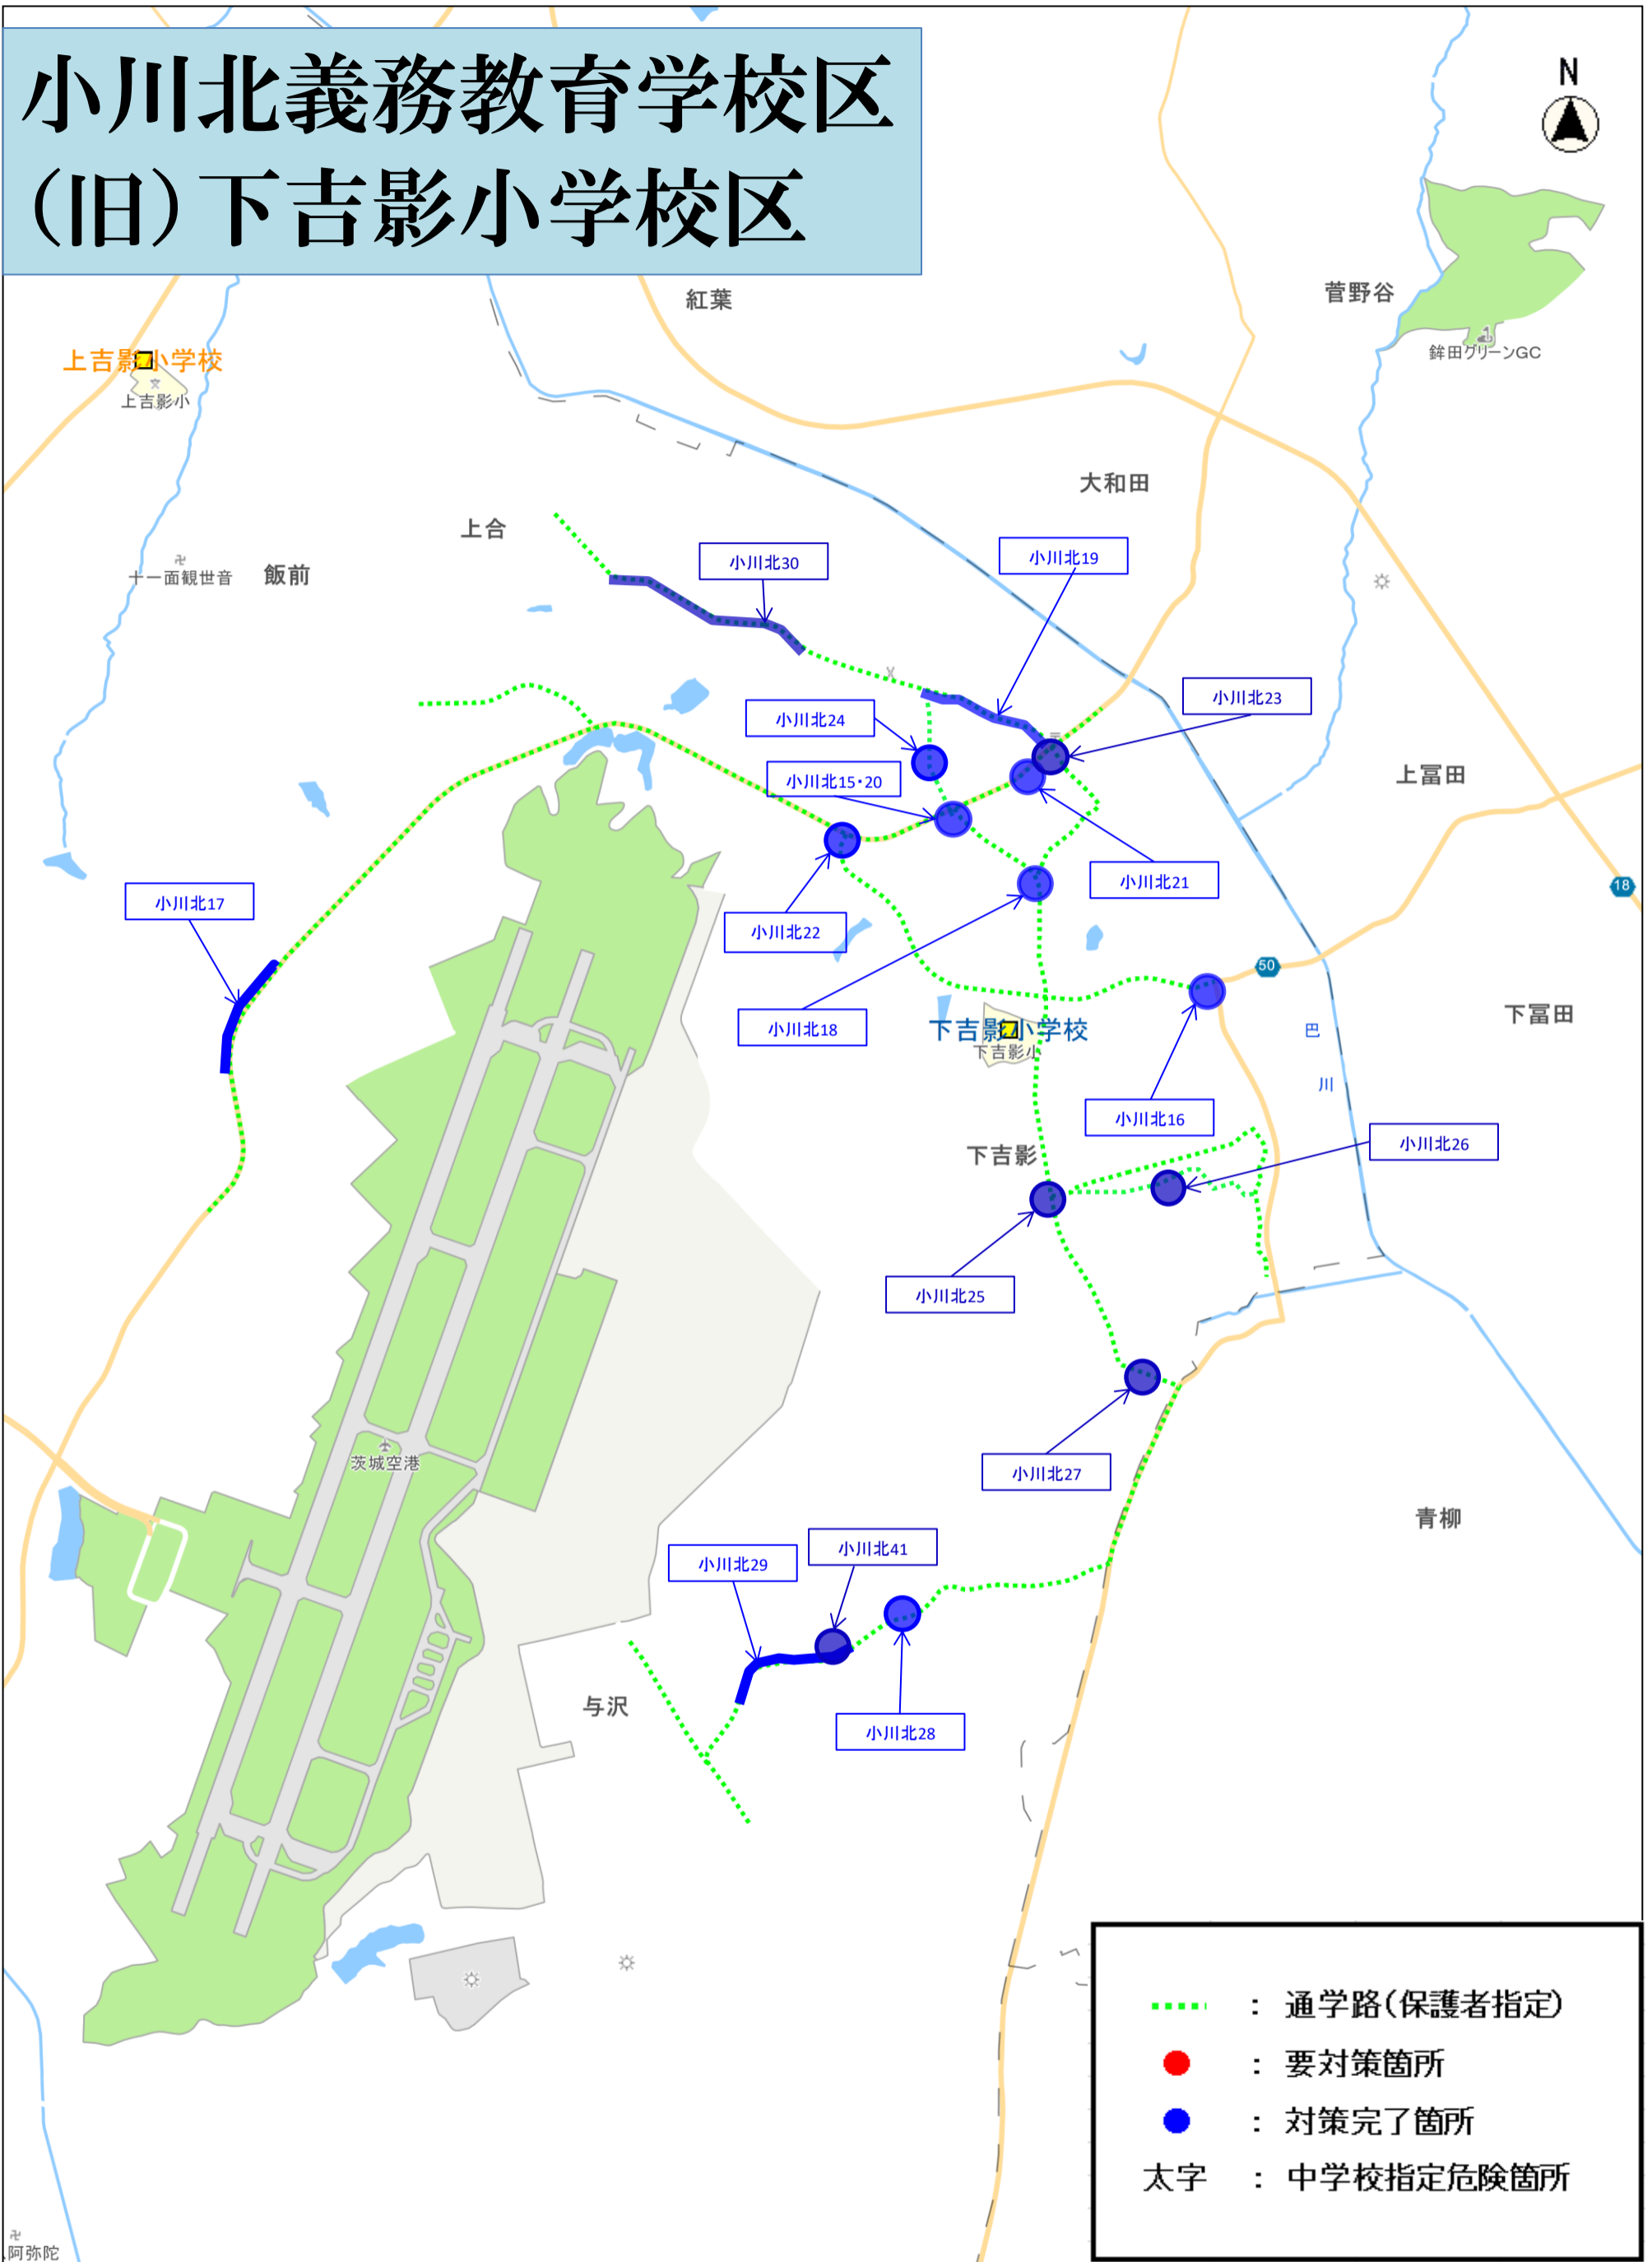 小川北義務教育学校区
（旧）下吉影小学校区
N
紅葉
菅野谷
鉾田グリーンGC
上吉影小学校
上吉影小
大和田
上合
十一面観世音
飯前
小川北30
小川北19
小川北23
小川北24
小川北15・20
上冨田
小川北21
18
小川北17
小川北22
50
小川北18
下吉影小学校
下吉影小
下冨田
巴
川
小川北16
小川北26
下吉影
小川北25
茨城空港
小川北27
青柳
小川北41
小川北29
与沢
小川北28
：通学路（保護者指定）
：要対策箇所
：対策完了箇所
太字：中学校指定危険箇所
阿弥陀